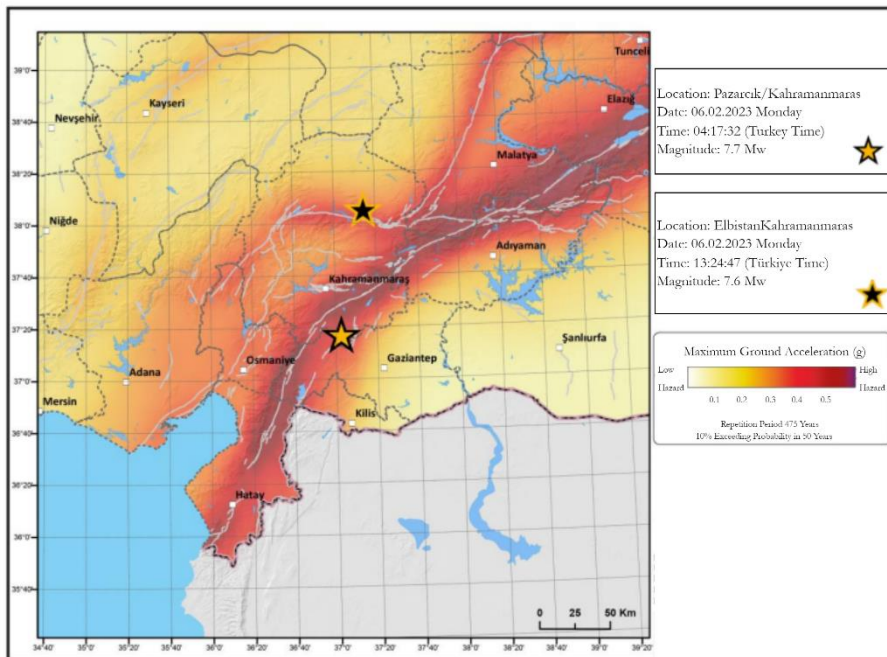 39°0'
38°40'
38°20'
38°0'
37°40'
37°20'
37°0'
36°40'
36°20'
36°0'
35°40'
Tunceli
Kayseri
Elazığ
Nevşehir
Malatya
Niğde
Adıyaman
Kahramanmaraş
Şanlıurfa
Osmaniye
Gaziantep
Adana
Mersin
Kilis
Hatay
0 25 50 Km
34°40' 35°0' 35°20' 35°40' 36°0' 36°20' 36°40' 37°0' 37°20' 37°40' 38°0' 38°20' 38°40' 39°0' 39°20'
Location: Pazarcık/Kahramanmaras
Date: 06.02.2023 Monday
Time: 04:17:32 (Turkey Time)
Magnitude: 7.7 Mw
Location: ElbistanKahramanmaras
Date: 06.02.2023 Monday
Time: 13:24:47 (Türkiye Time)
Magnitude: 7.6 Mw
Maximum Ground Acceleration (g)
Low High
Hazard Hazard
0.1 0.2 0.3 0.4 0.5
Repetition Period 475 Years
10% Exceeding Probability in 50 Years